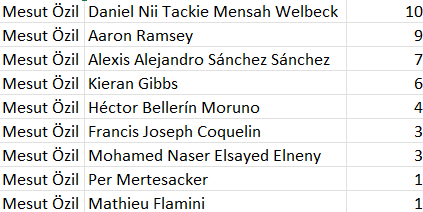 Mesut Özil Daniel Nii Tackie Mensah Welbeck 10
Mesut Özil Aaron Ramsey 9
Mesut Özil Alexis Alejandro Sánchez Sánchez 7
Mesut Özil Kieran Gibbs 6
Mesut Özil Héctor Bellerín Moruno 4
Mesut Özil Francis Joseph Coquelin 3
Mesut Özil Mohamed Naser Elsayed Elneny 3
Mesut Özil Per Mertesacker 1
Mesut Özil Mathieu Flamini 1